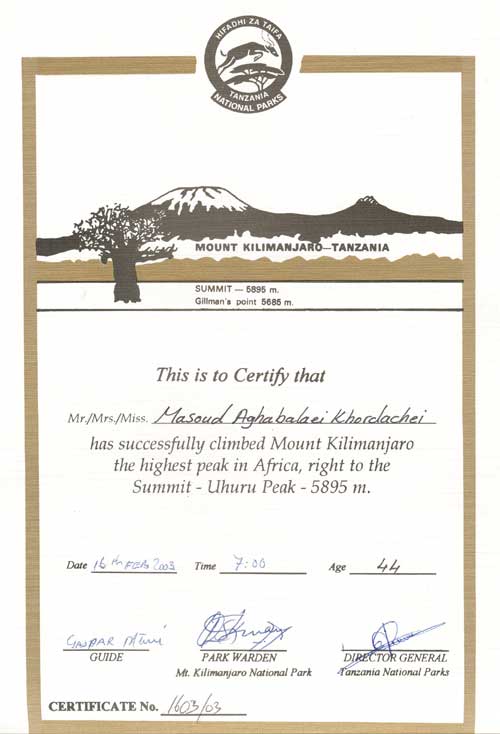 HIFADHI ZA TAIFA
TANZANIA
NATIONAL PARKS
MOUNT KILIMANJARO—TANZANIA
SUMMIT — 5895 m.
Gillman's point 5685 m.
This is to Certify that
Mr./Mrs./Miss. Masoud Aghabalaei Khordachei
has successfully climbed Mount Kilimanjaro
the highest peak in Africa, right to the
Summit - Uhuru Peak - 5895 m.
Date 16th FEB 2003 Time 7:00 Age 44
GASPAR
GUIDE PARK WARDEN DIRECTOR GENERAL
Mt. Kilimanjaro National Park Tanzania National Parks
CERTIFICATE No. 1603/03